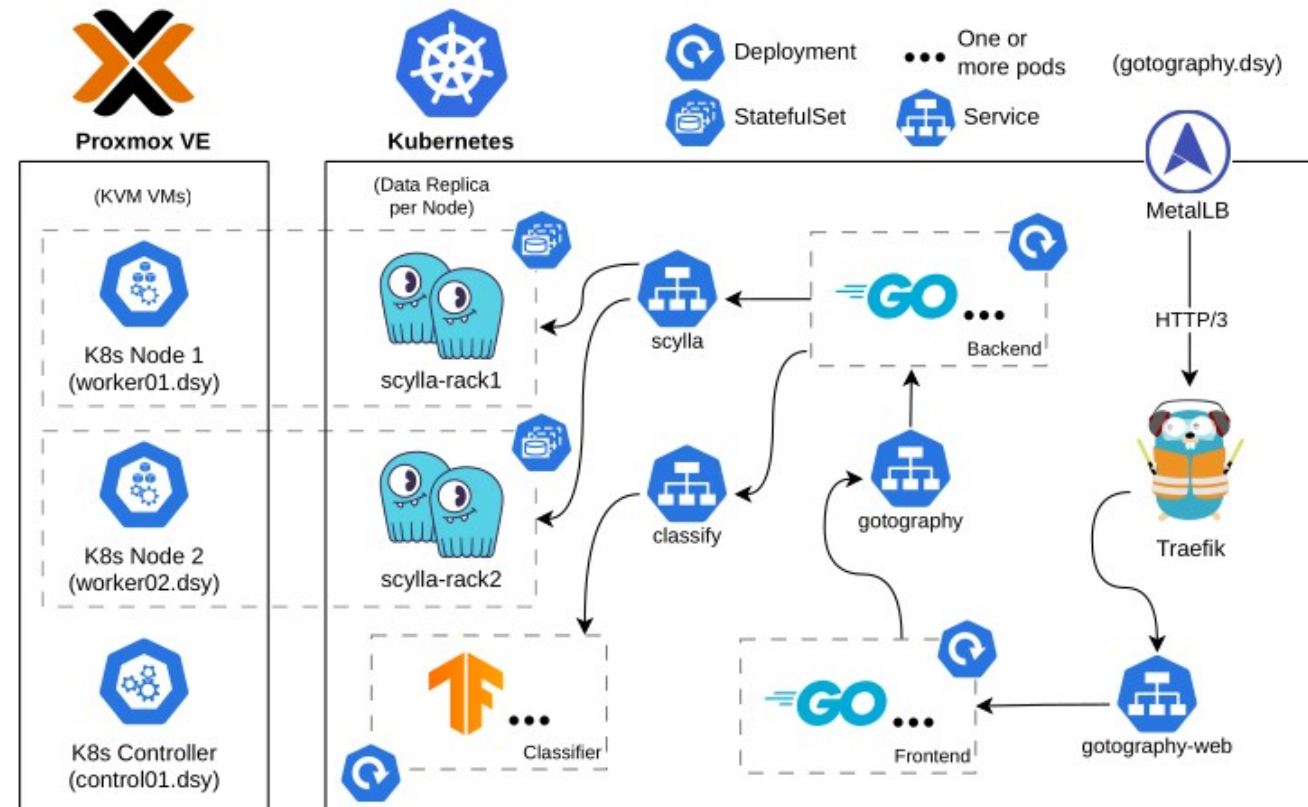 Proxmox VE
Kubernetes
Deployment
StatefulSet
One or
more pods
Service
(gotography.dsy)
MetalLB
HTTP/3
Traefik
(KVM VMs)
K8s Node 1
(worker01.dsy)
K8s Node 2
(worker02.dsy)
K8s Controller
(control01.dsy)
(Data Replica
per Node)
scylla-rack1
scylla-rack2
scylla
classify
GO
Backend
gotography
TF
Classifier
GO
Frontend
gotography-web